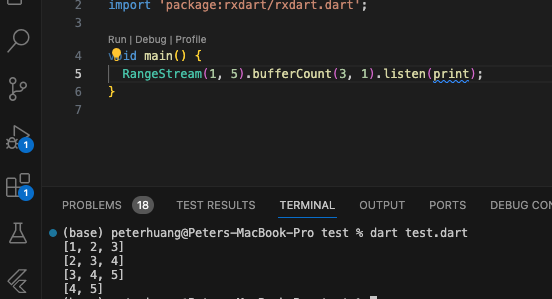 2 import 'package:rxdart/rxdart.dart';
3
Run | Debug | Profile
4 void main() {
5 RangeStream(1, 5).bufferCount(3, 1).listen(print);
6 }
7
1
1
PROBLEMS 18 TEST RESULTS TERMINAL OUTPUT PORTS DEBUG CON
(base) peterhuang@Peters-MacBook-Pro test % dart test.dart
[1, 2, 3]
[2, 3, 4]
[3, 4, 5]
[4, 5]